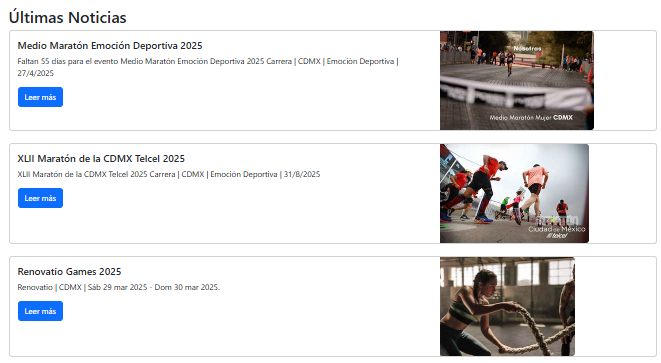 Últimas Noticias
Medio Maratón Emoción Deportiva 2025
Faltan 55 días para el evento Medio Maratón Emoción Deportiva 2025 Carrera | CDMX | Emoción Deportiva |
27/4/2025
Leer más
Nosotras
Medio Maratón Mujer CDMX
XLII Maratón de la CDMX Telcel 2025
XLII Maratón de la CDMX Telcel 2025 Carrera | CDMX | Emoción Deportiva | 31/8/2025
Leer más
Ciudad de México
telcel
Renovatio Games 2025
Renovatio | CDMX | Sáb 29 mar 2025 - Dom 30 mar 2025.
Leer más